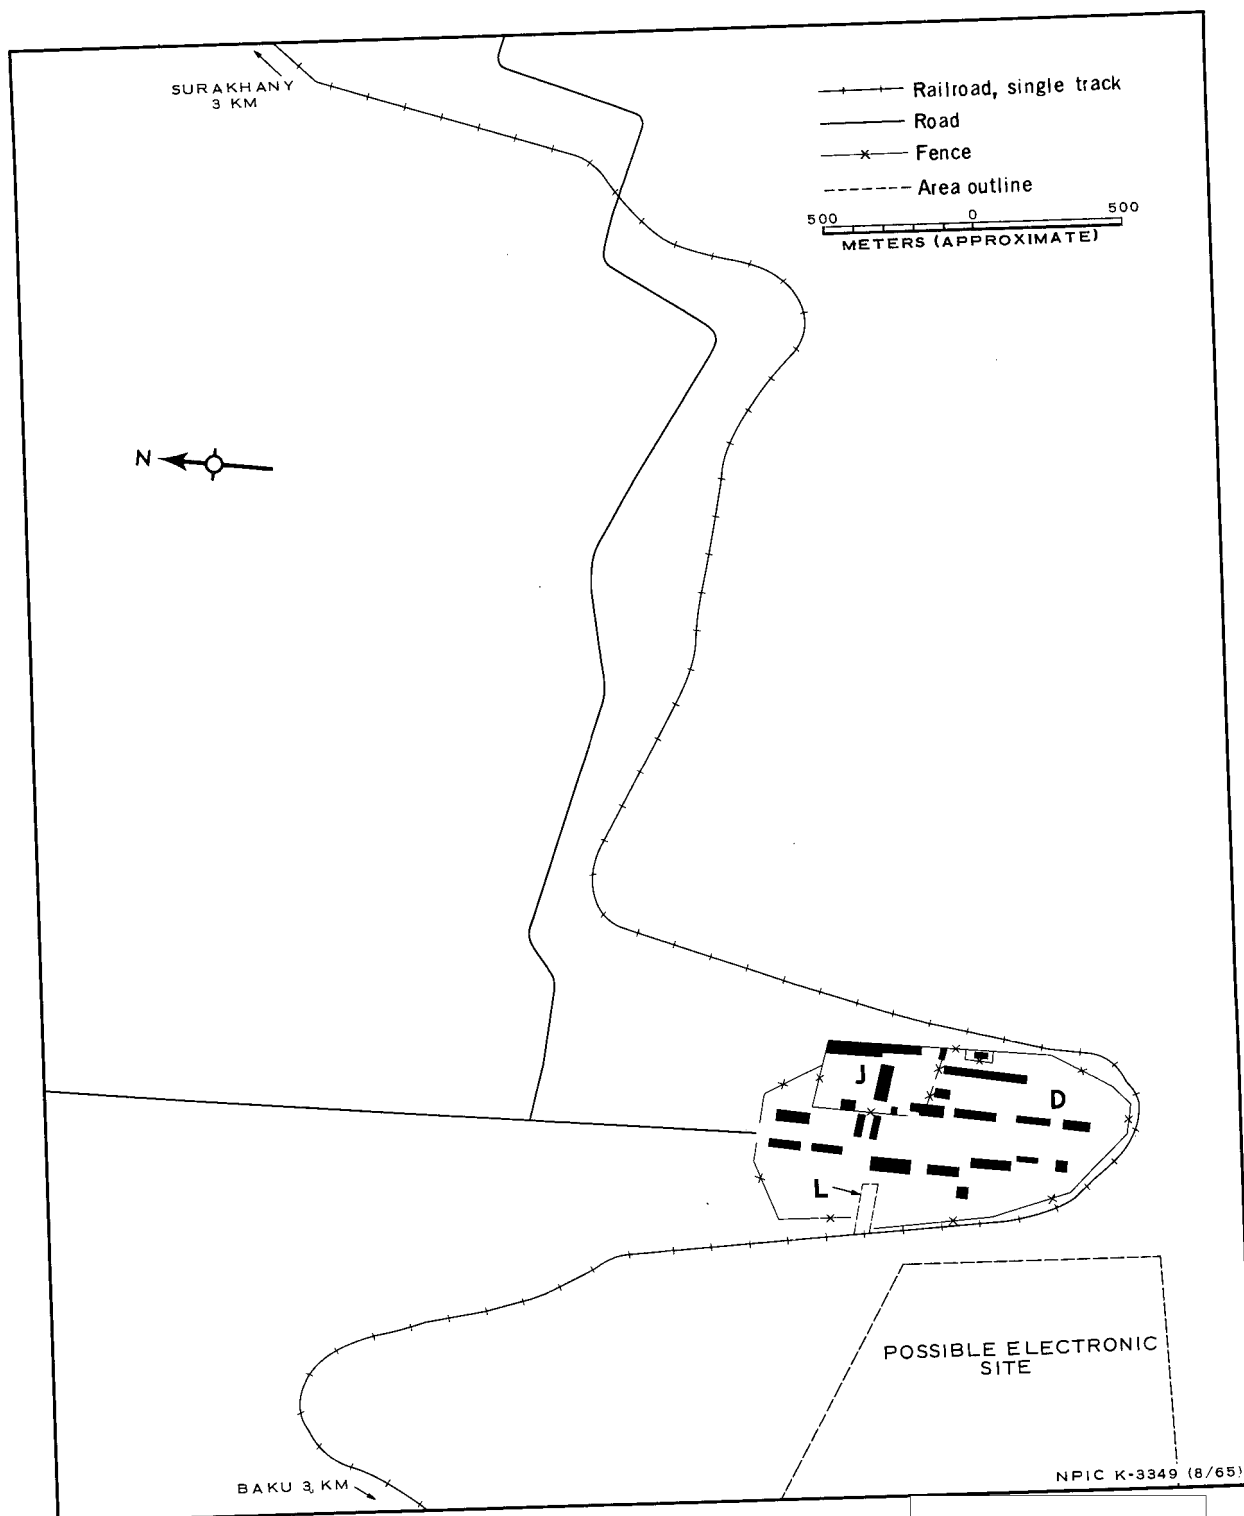 SURAKHANY
3 KM
Railroad, single track
Road
Fence
Area outline
500 0 500
METERS (APPROXIMATE)
N
J
D
L
POSSIBLE ELECTRONIC
SITE
BAKU 3 KM
NPIC K-3349 (8/65)